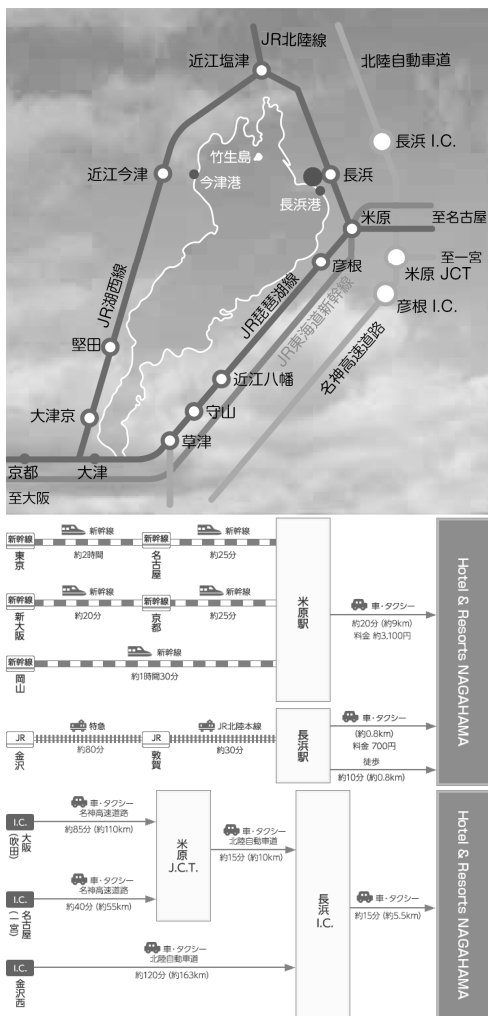 JR北陸線
近江塩津
北陸自動車道
長浜 I.C.
竹生島
近江今津
今津港
長浜
長浜港
米原
至名古屋
至一宮
米原 JCT
彦根
彦根 I.C.
JR湖西線
JR琵琶湖線
JR東海道新幹線
名神高速道路
堅田
近江八幡
大津京
守山
草津
京都
大津
至大阪
新幹線
東京
新幹線
約2時間
新幹線
名古屋
新幹線
約25分
新幹線
新大阪
新幹線
約20分
新幹線
京都
新幹線
約25分
新幹線
岡山
新幹線
約1時間30分
米原駅
車・タクシー
約20分 (約9km)
料金 約3,100円
Hotel & Resorts NAGAHAMA
JR
金沢
特急
約80分
JR
敦賀
JR北陸本線
約30分
長浜駅
車・タクシー
(約0.8km)
料金 700円
徒歩
約10分 (約0.8km)
I.C.
大阪
(吹田)
車・タクシー
名神高速道路
約85分 (約110km)
I.C.
名古屋
(一宮)
車・タクシー
名神高速道路
約40分 (約55km)
米原
J.C.T.
車・タクシー
北陸自動車道
約15分 (約10km)
I.C.
金沢西
車・タクシー
北陸自動車道
約120分 (約163km)
長浜
I.C.
車・タクシー
約15分 (約5.5km)
Hotel & Resorts NAGAHAMA